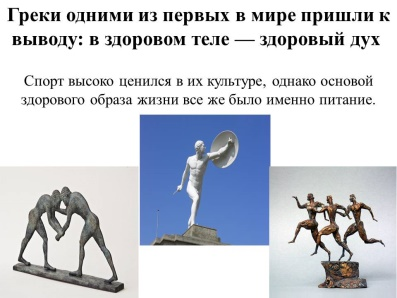 Греки одними из первых в мире пришли к
выводу: в здоровом теле — здоровый дух
Спорт высоко ценился в их культуре, однако основой
здорового образа жизни все же было именно питание.